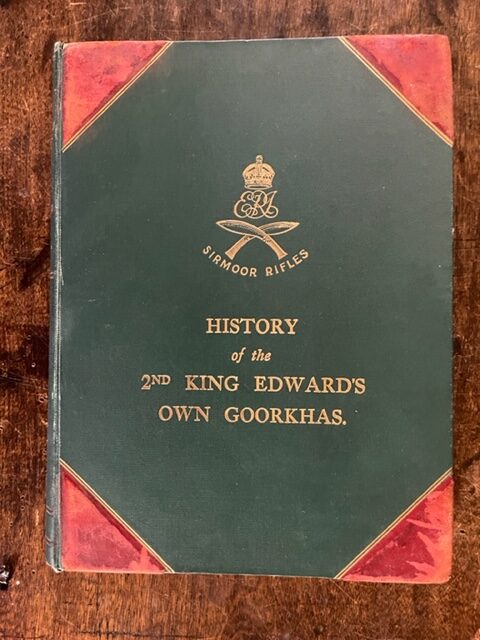 ERI
SIRMOOR RIFLES
HISTORY
of the
2ND KING EDWARD'S
OWN GOORKHAS.